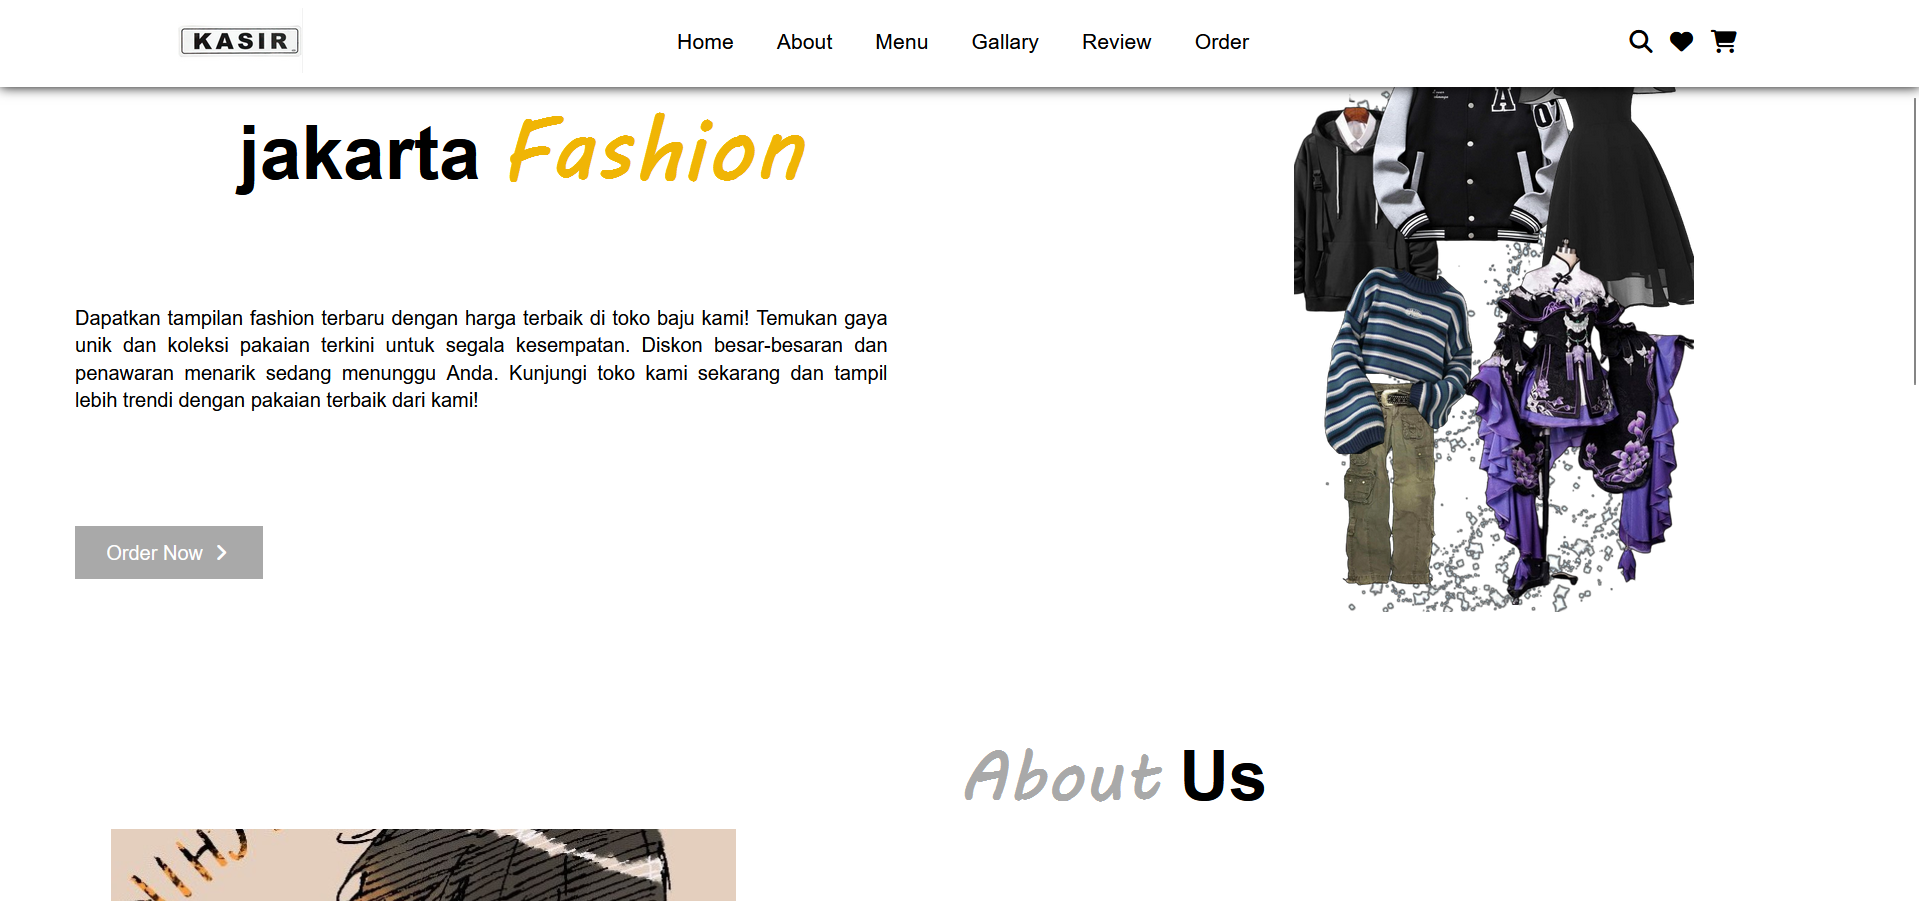 KASIR
Home About Menu Gallary Review Order
jakarta Fashion
Dapatkan tampilan fashion terbaru dengan harga terbaik di toko baju kami! Temukan gaya
unik dan koleksi pakaian terkini untuk segala kesempatan. Diskon besar-besaran dan
penawaran menarik sedang menunggu Anda. Kunjungi toko kami sekarang dan tampil
lebih trendi dengan pakaian terbaik dari kami!
Order Now
A
07
About Us